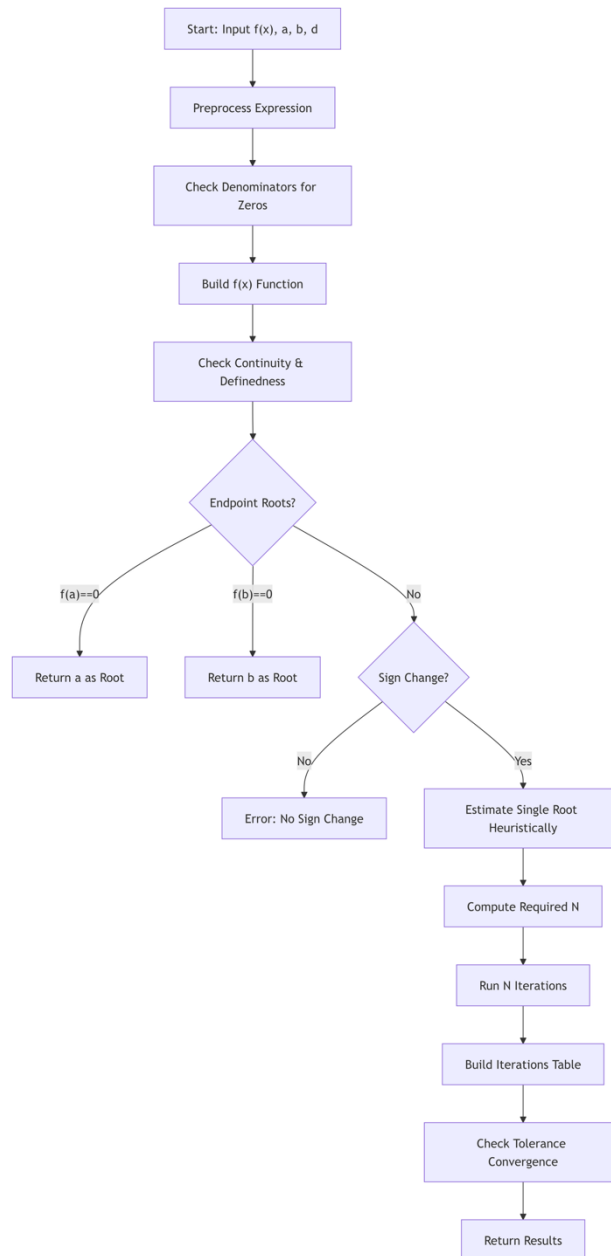 Start: Input f(x), a, b, d
Preprocess Expression
Check Denominators for
Zeros
Build f(x) Function
Check Continuity &
Definedness
Endpoint Roots?
f(a)==0
f(b)==0
No
Return a as Root
Return b as Root
Sign Change?
No
Yes
Error: No Sign Change
Estimate Single Root
Heuristically
Compute Required N
Run N Iterations
Build Iterations Table
Check Tolerance
Convergence
Return Results